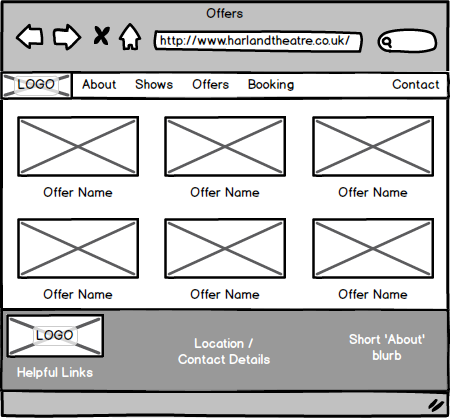 Offers
http://www.harlandtheatre.co.uk/
LOGO About Shows Offers Booking Contact
Offer Name Offer Name Offer Name
Offer Name Offer Name Offer Name
LOGO
Helpful Links
Location /
Contact Details
Short 'About'
blurb